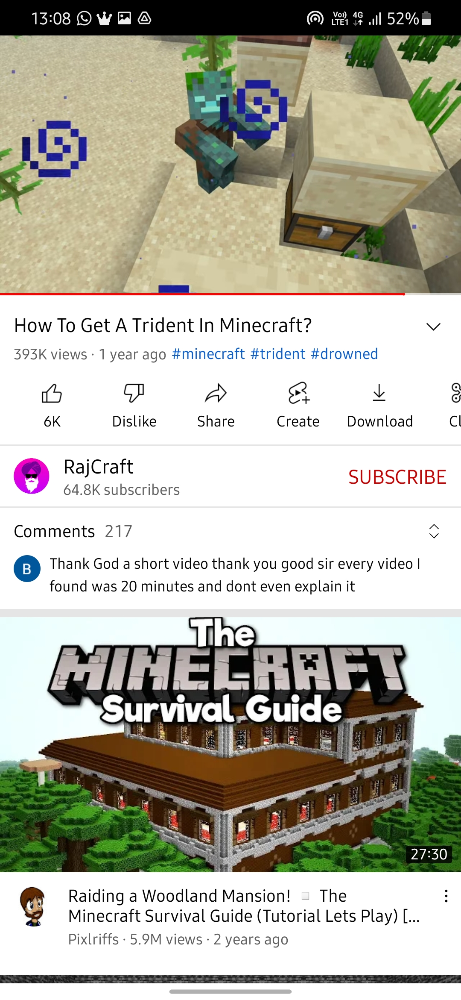 13:08 Vo)) LTE1 4G 52%
How To Get A Trident In Minecraft?
393K views · 1 year ago #minecraft #trident #drowned
6K Dislike Share Create Download Cl
RajCraft
64.8K subscribers
SUBSCRIBE
Comments 217
B
Thank God a short video thank you good sir every video I
found was 20 minutes and dont even explain it
The
MINECRAFT
Survival Guide
27:30
Raiding a Woodland Mansion! ▫️ The
Minecraft Survival Guide (Tutorial Lets Play) [...
Pixlriffs · 5.9M views · 2 years ago